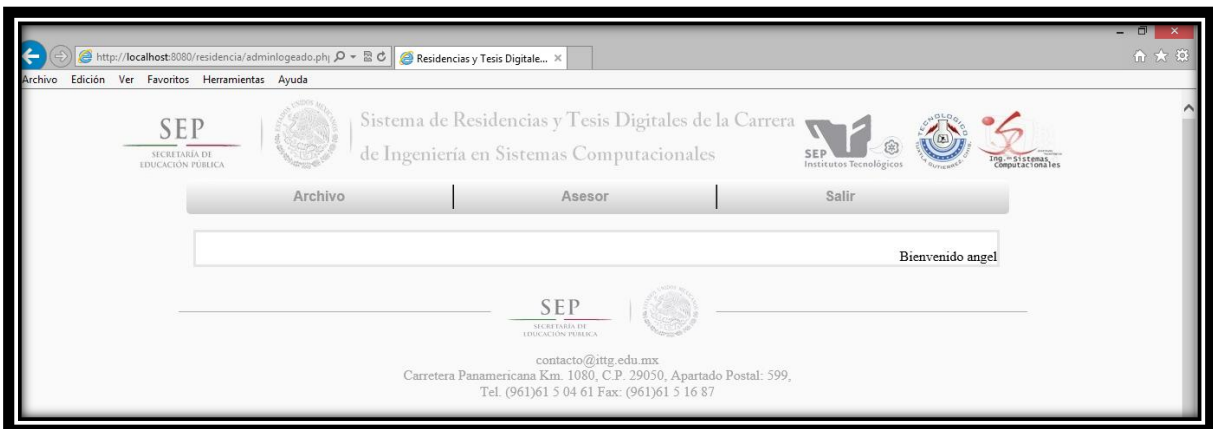 http://localhost:8080/residencia/adminlogeado.ph
Residencias y Tesis Digitale...
Archivo Edición Ver Favoritos Herramientas Ayuda
SEP
SECRETARÍA DE
EDUCACIÓN PÚBLICA
Sistema de Residencias y Tesis Digitales de la Carrera
de Ingeniería en Sistemas Computacionales
SEP
Institutos Tecnológicos
Ing. en Sistemas
Computacionales
Archivo Asesor Salir
Bienvenido angel
SEP
SECRETARÍA DE
EDUCACIÓN PÚBLICA
contacto@ittg.edu.mx
Carretera Panamericana Km. 1080, C.P. 29050, Apartado Postal: 599,
Tel. (961)61 5 04 61 Fax: (961)61 5 16 87